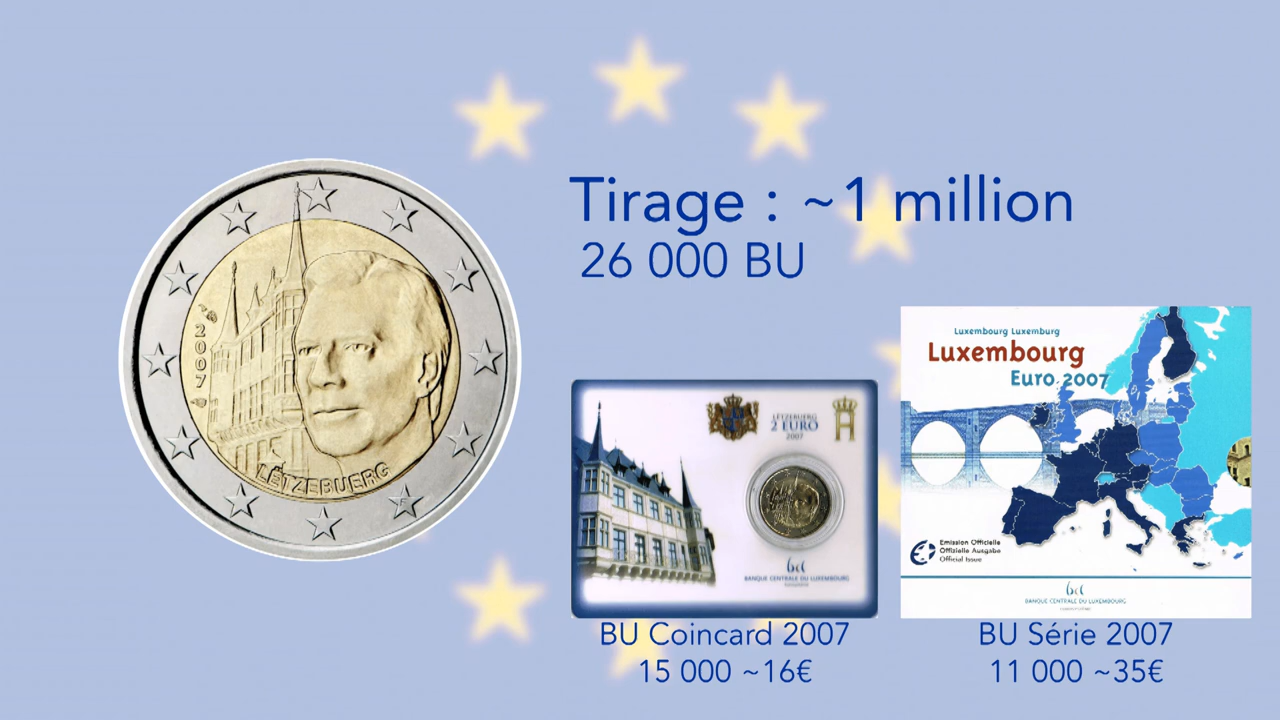 Tirage : ~1 million
26 000 BU
2007
LËTZEBUERG
LËTZEBUERG
2 EURO
2007
BANQUE CENTRALE DU LUXEMBOURG
Luxembourg Luxemburg
Luxembourg
Euro 2007
Emission Officielle
Offizielle Ausgabe
Official Issue
bcl
BANQUE CENTRALE DU LUXEMBOURG
BU Coincard 2007
15 000 ~16€
BU Série 2007
11 000 ~35€